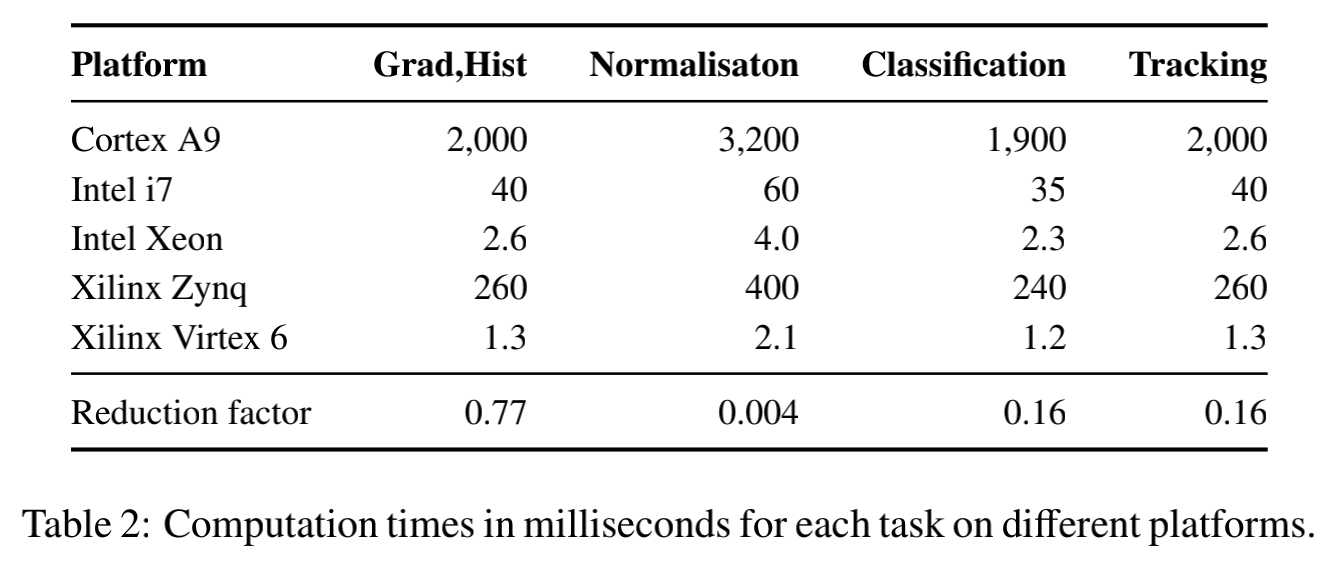 Platform Grad,Hist Normalisaton Classification Tracking
Cortex A9 2,000 3,200 1,900 2,000
Intel i7 40 60 35 40
Intel Xeon 2.6 4.0 2.3 2.6
Xilinx Zynq 260 400 240 260
Xilinx Virtex 6 1.3 2.1 1.2 1.3
Reduction factor 0.77 0.004 0.16 0.16
Table 2: Computation times in milliseconds for each task on different platforms.